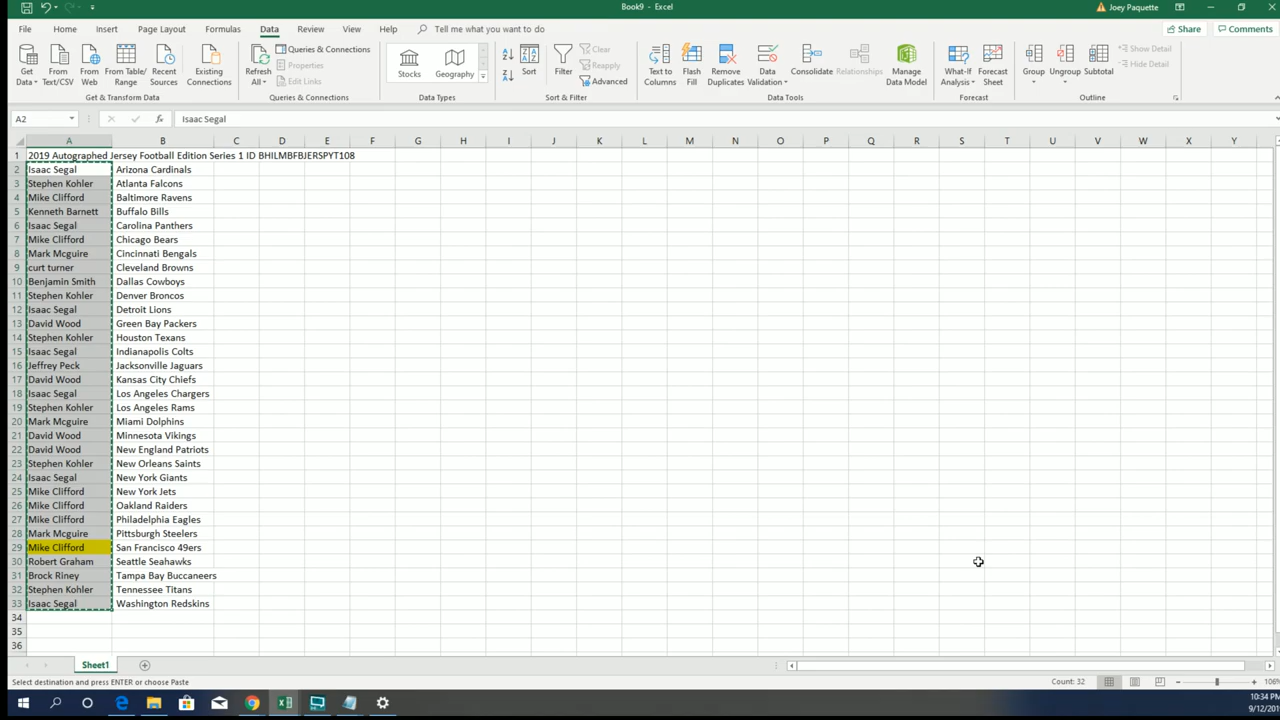 Book9 - Excel
Joey Paquette
File Home Insert Page Layout Formulas Data Review View Help Tell me what you want to do Share Comments
Get Data From Text/CSV From Web From Table/Range Recent Sources Existing Connections
Get & Transform Data
Refresh All Queries & Connections Properties Edit Links
Queries & Connections
Stocks Geography
Data Types
Sort Filter Clear Reapply Advanced
Sort & Filter
Text to Columns Flash Fill Remove Duplicates Data Validation Consolidate Relationships Manage Data Model
Data Tools
What-If Analysis Forecast Sheet
Forecast
Group Ungroup Subtotal Show Detail Hide Detail
Outline
A2 fx Isaac Segal
A B C D E F G H I J K L M N O P Q R S T U V W X Y
1 2019 Autographed Jersey Football Edition Series 1 ID BHILMBFBJERSPYT108
2 Isaac Segal Arizona Cardinals
3 Stephen Kohler Atlanta Falcons
4 Mike Clifford Baltimore Ravens
5 Kenneth Barnett Buffalo Bills
6 Isaac Segal Carolina Panthers
7 Mike Clifford Chicago Bears
8 Mark Mcguire Cincinnati Bengals
9 curt turner Cleveland Browns
10 Benjamin Smith Dallas Cowboys
11 Stephen Kohler Denver Broncos
12 Isaac Segal Detroit Lions
13 David Wood Green Bay Packers
14 Stephen Kohler Houston Texans
15 Isaac Segal Indianapolis Colts
16 Jeffrey Peck Jacksonville Jaguars
17 David Wood Kansas City Chiefs
18 Isaac Segal Los Angeles Chargers
19 Stephen Kohler Los Angeles Rams
20 Mark Mcguire Miami Dolphins
21 David Wood Minnesota Vikings
22 David Wood New England Patriots
23 Stephen Kohler New Orleans Saints
24 Isaac Segal New York Giants
25 Mike Clifford New York Jets
26 Mike Clifford Oakland Raiders
27 Mike Clifford Philadelphia Eagles
28 Mark Mcguire Pittsburgh Steelers
29 Mike Clifford San Francisco 49ers
30 Robert Graham Seattle Seahawks
31 Brock Riney Tampa Bay Buccaneers
32 Stephen Kohler Tennessee Titans
33 Isaac Segal Washington Redskins
34
35
36
Sheet1
Select destination and press ENTER or choose Paste Count: 32 108%
10:34 PM
9/12/201